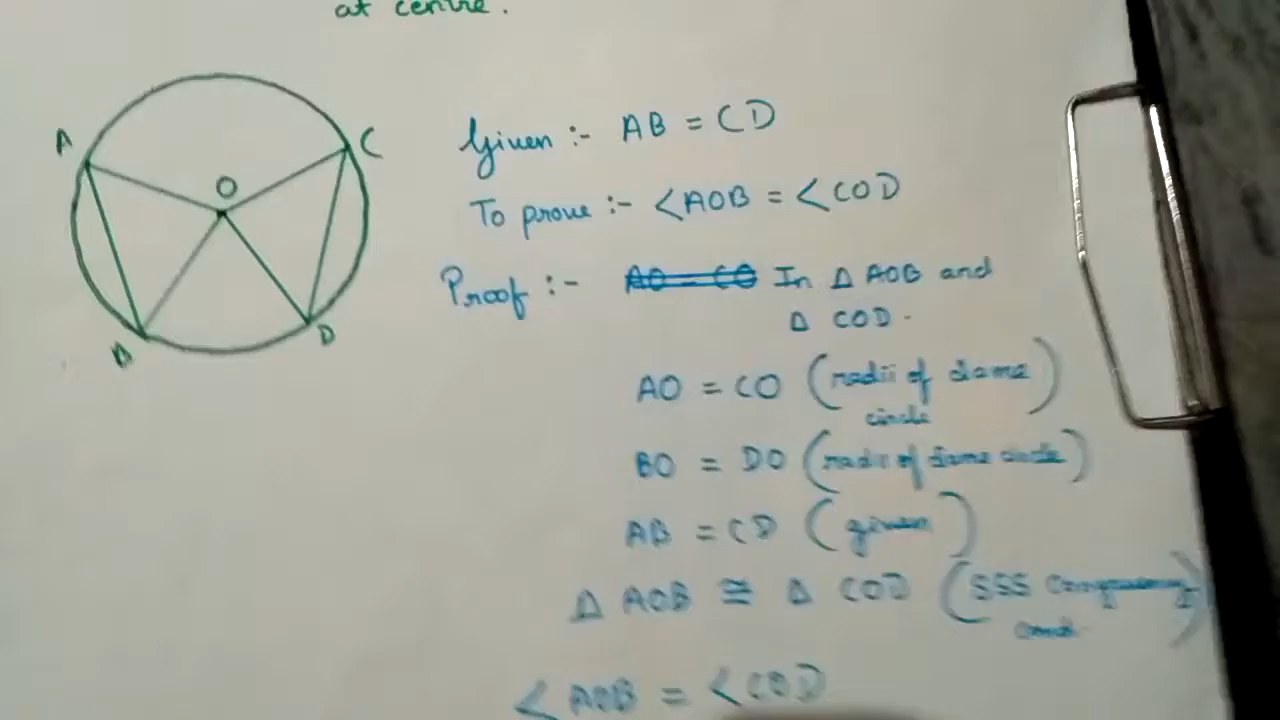 at centre.
A
C
O
B
D
Given :- AB = CD
To prove :- <AOB = <COD
Proof :- AO = CO In Δ AOB and
Δ COD.
AO = CO (radii of same
circle
BO = DO (radii of same circle)
AB = CD (given)
Δ AOB ≅ Δ COD (SSS
<AOB = <COD